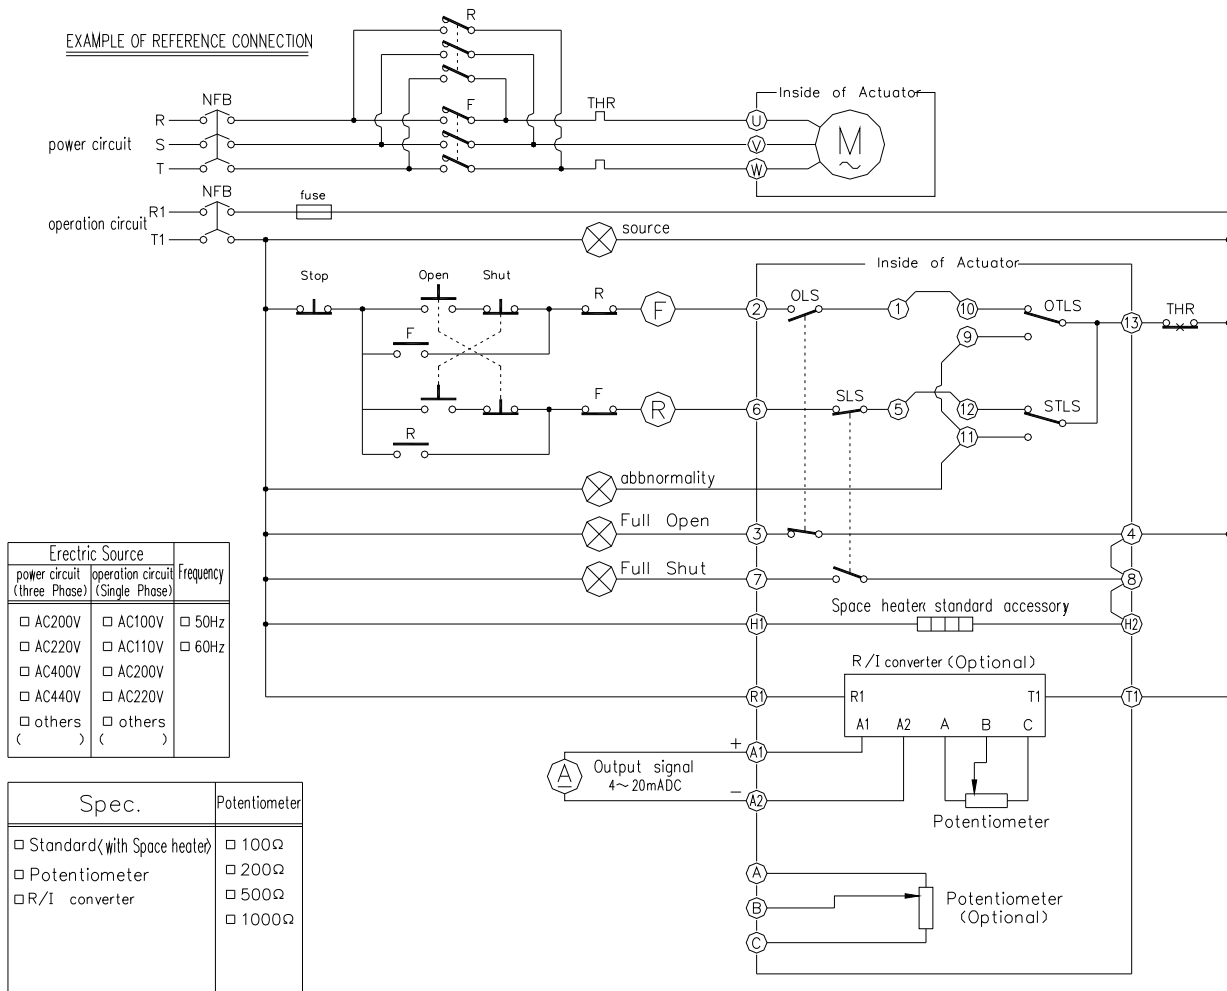 EXAMPLE OF REFERENCE CONNECTION
R
NFB
F
THR
Inside of Actuator
R
U
S
V
M
power circuit
T
W
NFB
R1
fuse
operation circuit
T1
source
Inside of Actuator
Stop
Open
Shut
R
F
2
OLS
1
10
OTLS
13
THR
F
9
F
R
6
SLS
5
12
STLS
R
11
abbnormality
Full Open
3
4
Full Shut
7
8
Space heater: standard accessory
H1
H2
Erectric Source
power circuit
(three Phase)
operation circuit
(Single Phase)
Frequency
□ AC200V □ AC100V □ 50Hz
□ AC220V □ AC110V □ 60Hz
□ AC400V □ AC200V
□ AC440V □ AC220V
□ others □ others
( ) ( )
R/I converter (Optional)
R1
R1
T1
T1
A1 A2 A B C
+
A1
A
Output signal
4～20mADC
−
A2
Potentiometer
Spec.
Potentiometer
□ Standard(with Space heater)
□ Potentiometer
□ R/I converter
□ 100Ω
□ 200Ω
□ 500Ω
□ 1000Ω
A
B
C
Potentiometer
(Optional)